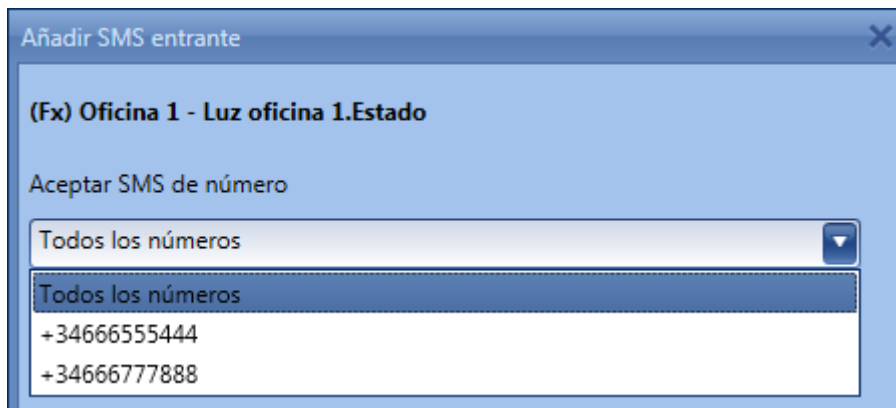 Añadir SMS entrante
(Fx) Oficina 1 - Luz oficina 1.Estado
Aceptar SMS de número
Todos los números
Todos los números
+34666555444
+34666777888